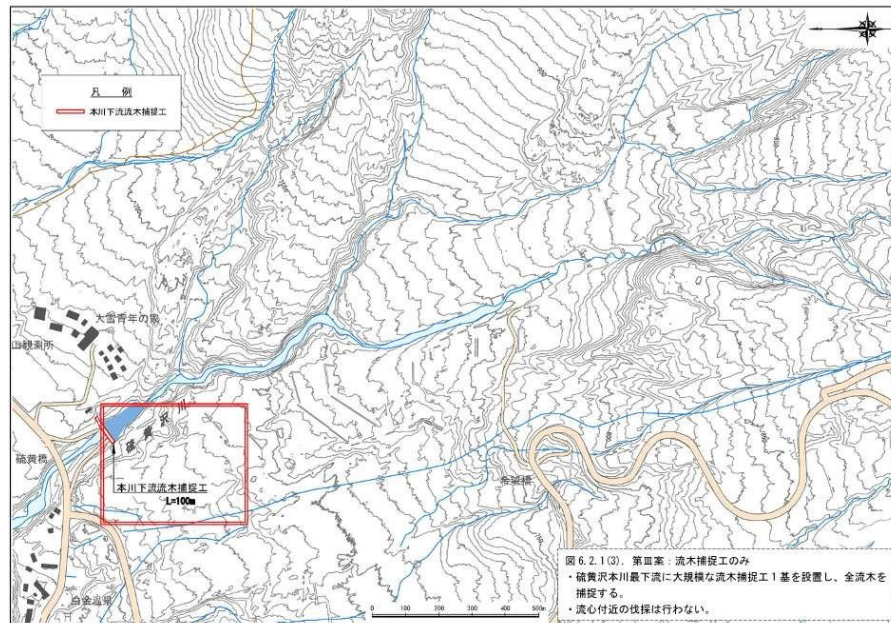 凡 例
本川下流流木捕捉工
大雪青年の家
山観測所
硫黄橋
硫黄沢川
本川下流流木捕捉工
L=100m
希望橋
白金温泉
0 100 200 300 400 500m
図6.2.1(3). 第Ⅲ案：流木捕捉工のみ
・硫黄沢本川最下流に大規模な流木捕捉工1基を設置し、全流木を
捕捉する。
・流心付近の伐採は行わない。